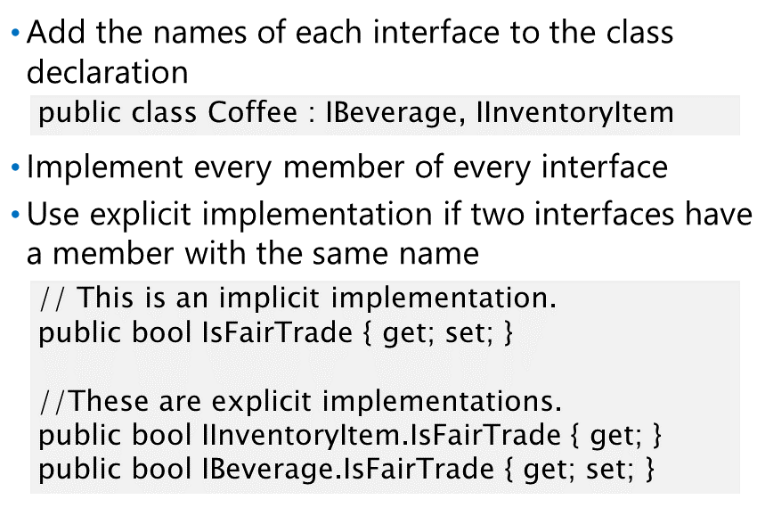 • Add the names of each interface to the class
declaration
public class Coffee : IBeverage, IInventoryItem
• Implement every member of every interface
• Use explicit implementation if two interfaces have
a member with the same name
// This is an implicit implementation.
public bool IsFairTrade { get; set; }
//These are explicit implementations.
public bool IInventoryItem.IsFairTrade { get; }
public bool IBeverage.IsFairTrade { get; set; }